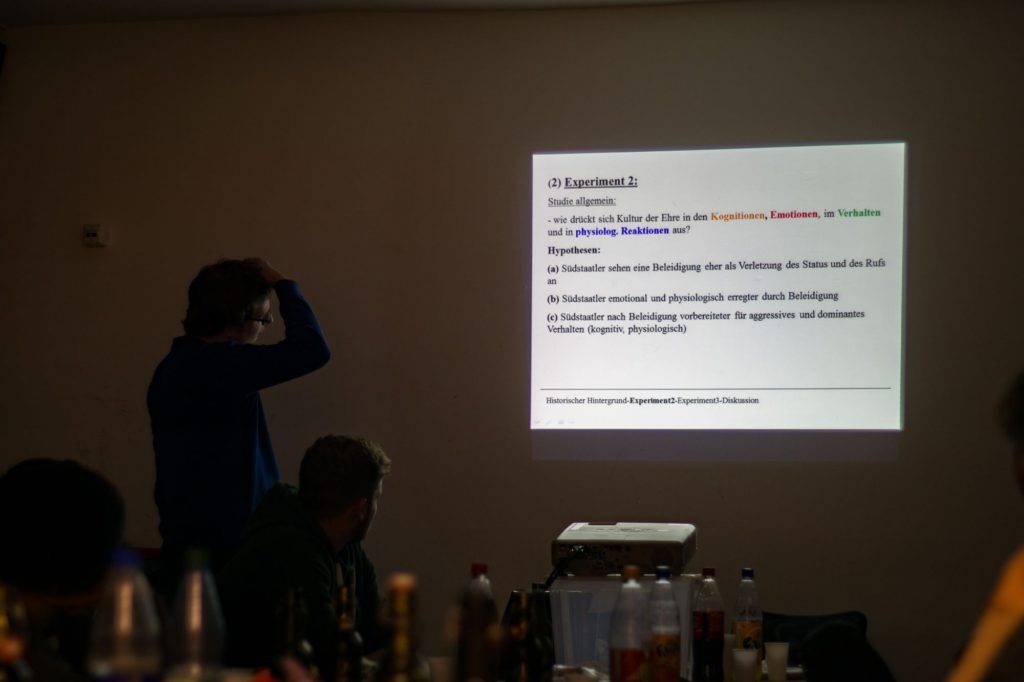 (2) Experiment 2:
Studie allgemein:
- wie drückt sich Kultur der Ehre in den Kognitionen, Emotionen, im Verhalten
und in physiolog. Reaktionen aus?
Hypothesen:
(a) Südstaatler sehen eine Beleidigung eher als Verletzung des Status und des Rufs
an
(b) Südstaatler emotional und physiologisch erregter durch Beleidigung
(c) Südstaatler nach Beleidigung vorbereiteter für aggressives und dominantes
Verhalten (kognitiv, physiologisch)
Historischer Hintergrund-Experiment2-Experiment3-Diskussion